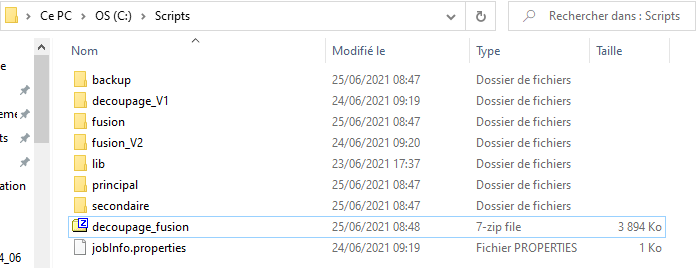 Ce PC > OS (C:) > Scripts
Rechercher dans : Scripts
Nom Modifié le Type Taille
backup 25/06/2021 08:47 Dossier de fichiers
decoupage_V1 24/06/2021 09:19 Dossier de fichiers
fusion 25/06/2021 08:47 Dossier de fichiers
fusion_V2 24/06/2021 09:20 Dossier de fichiers
lib 23/06/2021 17:37 Dossier de fichiers
principal 25/06/2021 08:47 Dossier de fichiers
secondaire 25/06/2021 08:47 Dossier de fichiers
decoupage_fusion 25/06/2021 08:48 7-zip file 3 894 Ko
jobInfo.properties 24/06/2021 09:19 Fichier PROPERTIES 1 Ko